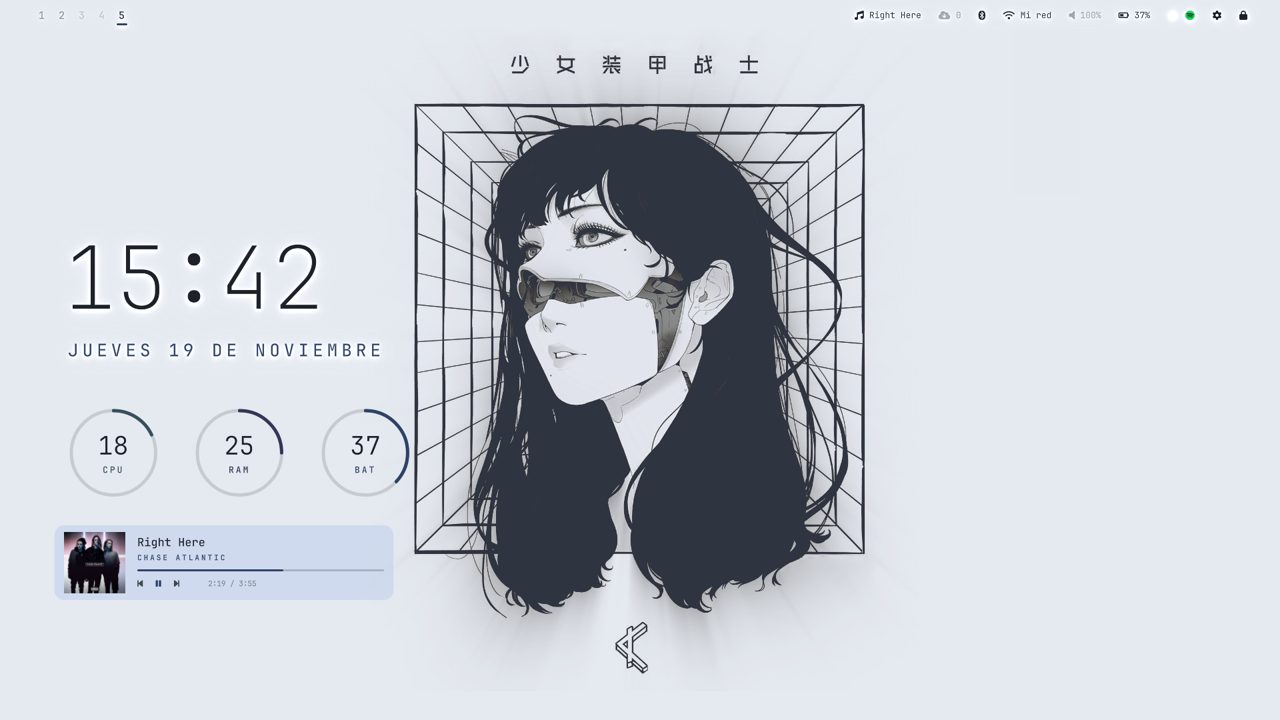 1 2 3 4 5
Right Here 0 Mi red 100% 37%
少女装甲战士
15:42
JUEVES 19 DE NOVIEMBRE
18 25 37
CPU RAM BAT
Right Here
CHASE ATLANTIC
2:19 / 3:55